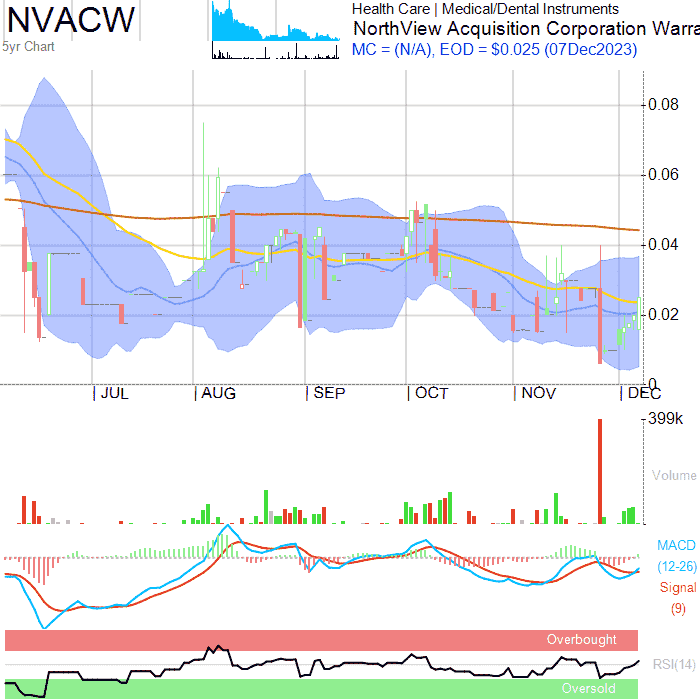 NVACW
5yr Chart
Health Care | Medical/Dental Instruments
NorthView Acquisition Corporation Warra
MC = (N/A), EOD = $0.025 (07Dec2023)
0.08
0.06
0.04
0.02
0
JUL
AUG
SEP
OCT
NOV
DEC
399k
Volume
MACD
(12-26)
Signal
(9)
Overbought
RSI(14)
Oversold